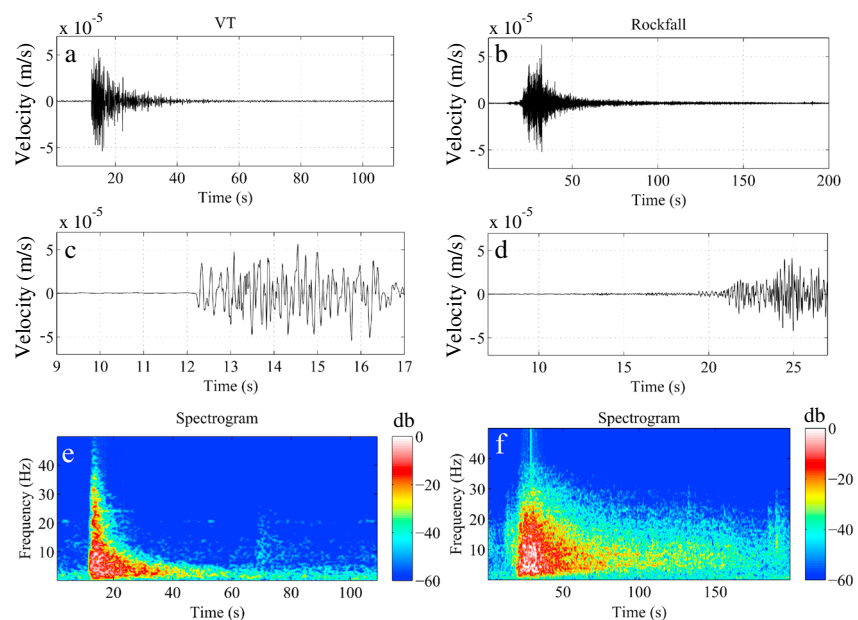 VT
x 10⁻⁵
a
Velocity (m/s)
5
0
−5
20 40 60 80 100
Time (s)
Rockfall
x 10⁻⁵
b
Velocity (m/s)
5
0
−5
50 100 150 200
Time (s)
x 10⁻⁵
c
Velocity (m/s)
5
0
−5
9 10 11 12 13 14 15 16 17
Time (s)
x 10⁻⁵
d
Velocity (m/s)
5
0
−5
10 15 20 25
Time (s)
Spectrogram
db
e
Frequency (Hz)
40
30
20
10
20 40 60 80 100
Time (s)
0
−20
−40
−60
Spectrogram
db
f
Frequency (Hz)
40
30
20
10
50 100 150
Time (s)
0
−20
−40
−60